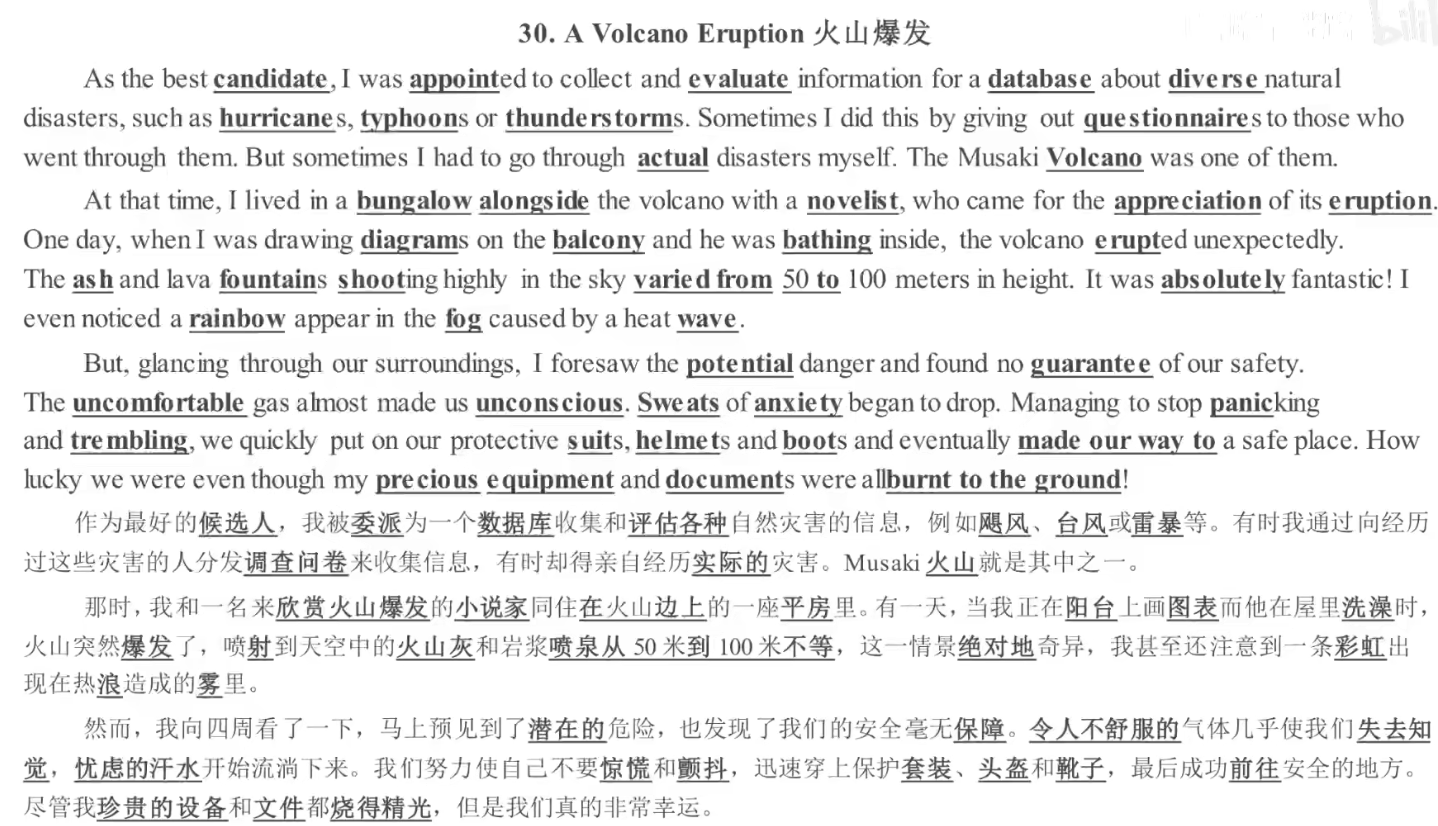 30. A Volcano Eruption 火山爆发
As the best candidate, I was appointed to collect and evaluate information for a database about diverse natural
disasters, such as hurricanes, typhoons or thunderstorms. Sometimes I did this by giving out questionnaires to those who
went through them. But sometimes I had to go through actual disasters myself. The Musaki Volcano was one of them.
At that time, I lived in a bungalow alongside the volcano with a novelist, who came for the appreciation of its eruption.
One day, when I was drawing diagrams on the balcony and he was bathing inside, the volcano erupted unexpectedly.
The ash and lava fountains shooting highly in the sky varied from 50 to 100 meters in height. It was absolutely fantastic! I
even noticed a rainbow appear in the fog caused by a heat wave.
But, glancing through our surroundings, I foresaw the potential danger and found no guarantee of our safety.
The uncomfortable gas almost made us unconscious. Sweats of anxiety began to drop. Managing to stop panicking
and trembling, we quickly put on our protective suits, helmets and boots and eventually made our way to a safe place. How
lucky we were even though my precious equipment and documents were allburnt to the ground!
作为最好的候选人，我被委派为一个数据库收集和评估各种自然灾害的信息，例如飓风、台风或雷暴等。有时我通过向经历
过这些灾害的人分发调查问卷来收集信息，有时却得亲自经历实际的灾害。Musaki 火山就是其中之一。
那时，我和一名来欣赏火山爆发的小说家同住在火山边上的一座平房里。有一天，当我正在阳台上画图表而他在屋里洗澡时，
火山突然爆发了，喷射到天空中的火山灰和岩浆喷泉从 50 米到 100 米不等，这一情景绝对地奇异，我甚至还注意到一条彩虹出
现在热浪造成的雾里。
然而，我向四周看了一下，马上预见到了潜在的危险，也发现了我们的安全毫无保障。令人不舒服的气体几乎使我们失去知
觉，忧虑的汗水开始流淌下来。我们努力使自己不要惊慌和颤抖，迅速穿上保护套装、头盔和靴子，最后成功前往安全的地方。
尽管我珍贵的设备和文件都烧得精光，但是我们真的非常幸运。